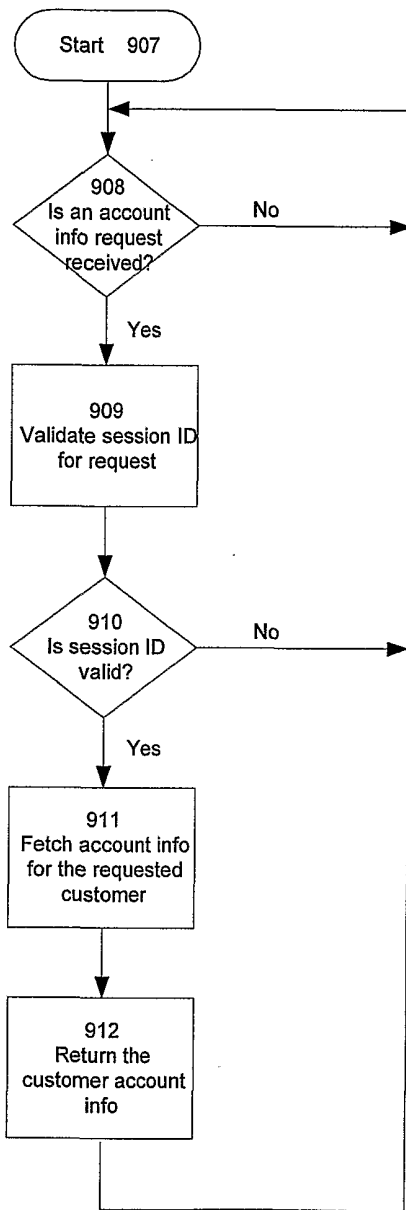 Start 907
908
Is an account
info request
received?
No
Yes
909
Validate session ID
for request
910
Is session ID
valid?
No
Yes
911
Fetch account info
for the requested
customer
912
Return the
customer account
info